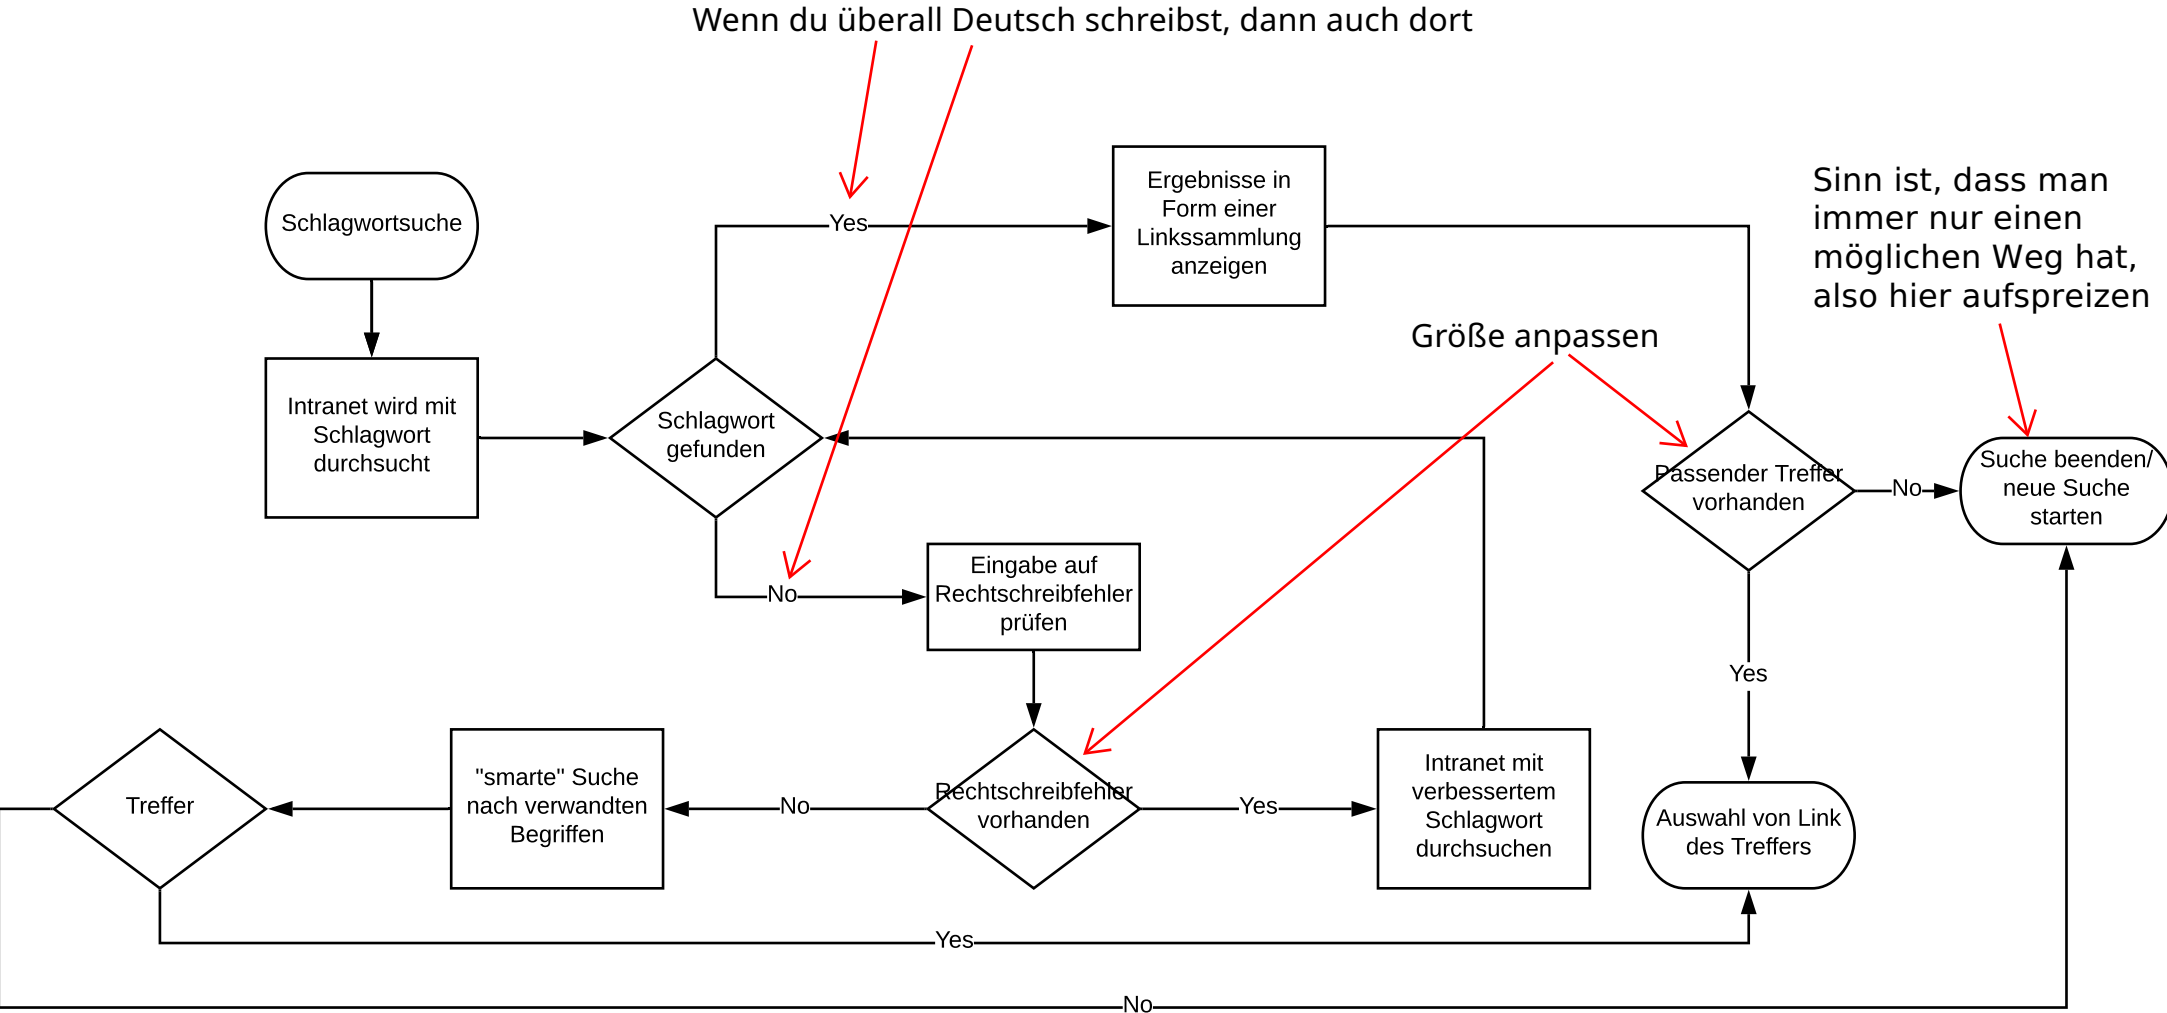 Wenn du überall Deutsch schreibst, dann auch dort
Schlagwortsuche
Yes
Ergebnisse in
Form einer
Linkssammlung
anzeigen
Sinn ist, dass man
immer nur einen
möglichen Weg hat,
also hier aufspreizen
Größe anpassen
Intranet wird mit
Schlagwort
durchsucht
Schlagwort
gefunden
Passender Treffer
vorhanden
No
Suche beenden/
neue Suche
starten
No
Eingabe auf
Rechtschreibfehler
prüfen
Yes
Treffer
"smarte" Suche
nach verwandten
Begriffen
No
Rechtschreibfehler
vorhanden
Yes
Intranet mit
verbessertem
Schlagwort
durchsuchen
Auswahl von Link
des Treffers
Yes
No